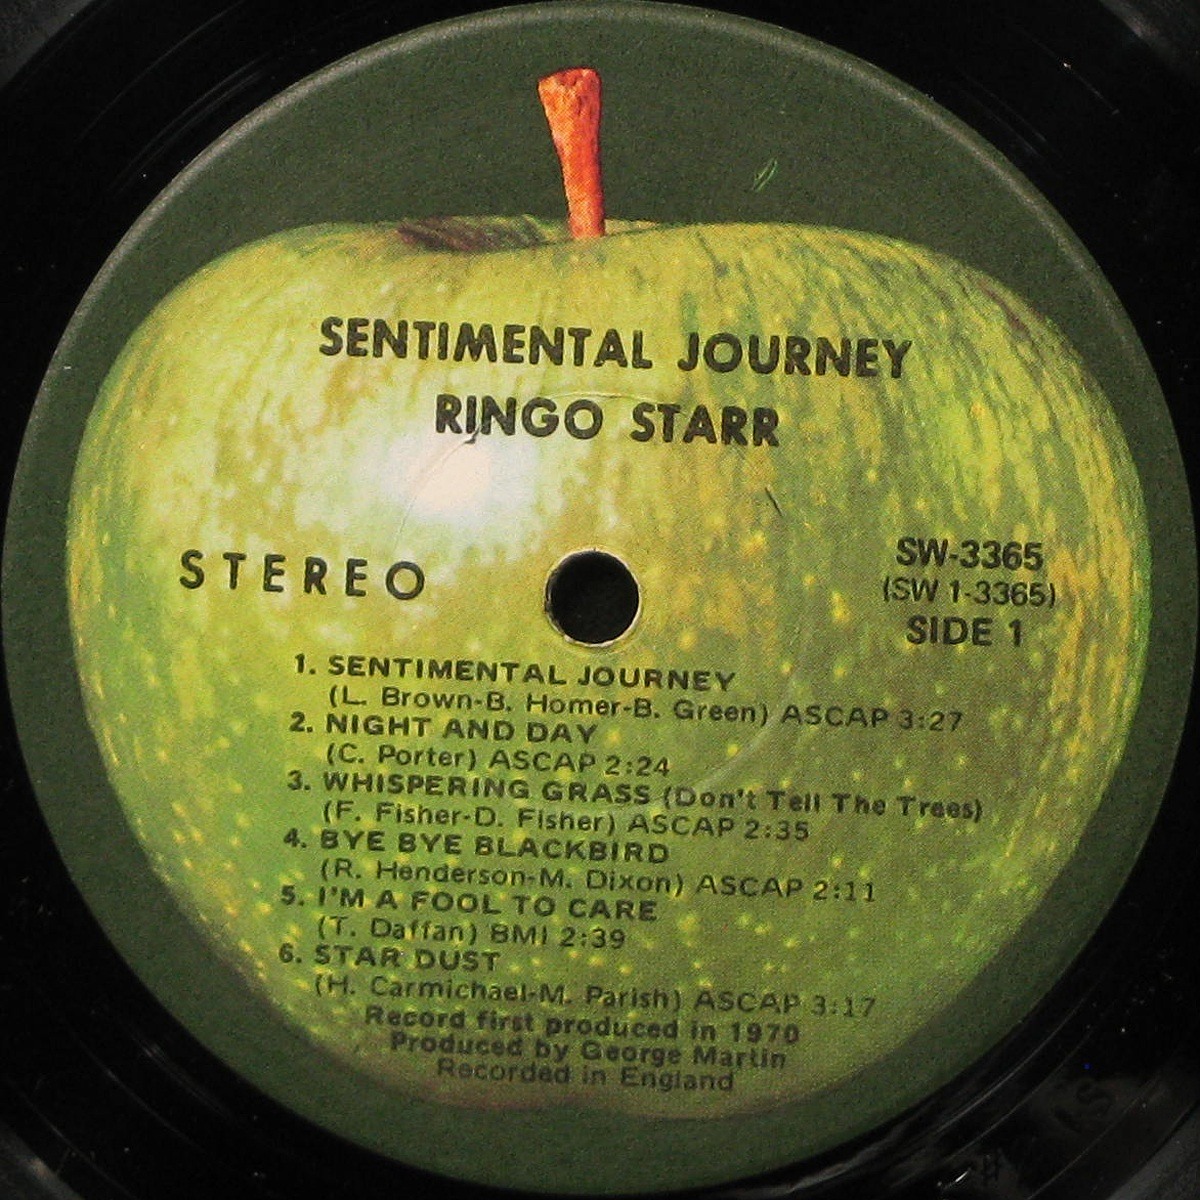 SENTIMENTAL JOURNEY
RINGO STARR
STEREO
SW-3365
(SW 1-3365)
SIDE 1
1. SENTIMENTAL JOURNEY
(L. Brown-B. Homer-B. Green) ASCAP 3:27
2. NIGHT AND DAY
(C. Porter) ASCAP 2:24
3. WHISPERING GRASS (Don't Tell The Trees)
(F. Fisher-D. Fisher) ASCAP 2:35
4. BYE BYE BLACKBIRD
(R. Henderson-M. Dixon) ASCAP 2:11
5. I'M A FOOL TO CARE
(T. Daffan) BMI 2:39
6. STAR DUST
(H. Carmichael-M. Parish) ASCAP 3:17
Record first produced in 1970
Produced by George Martin
Recorded in England